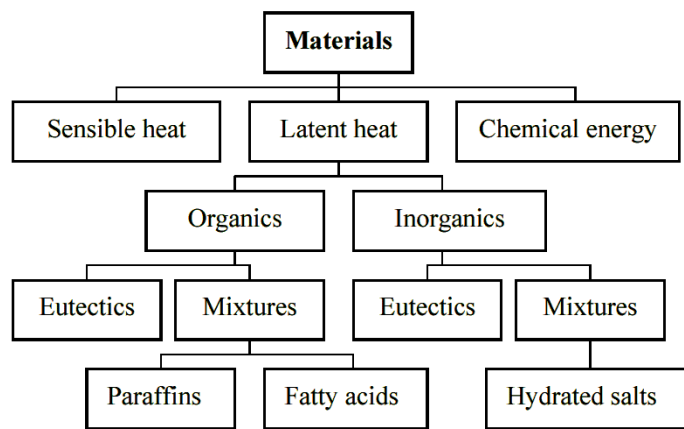 Materials
Sensible heat
Latent heat
Chemical energy
Organics
Inorganics
Eutectics
Mixtures
Eutectics
Mixtures
Paraffins
Fatty acids
Hydrated salts